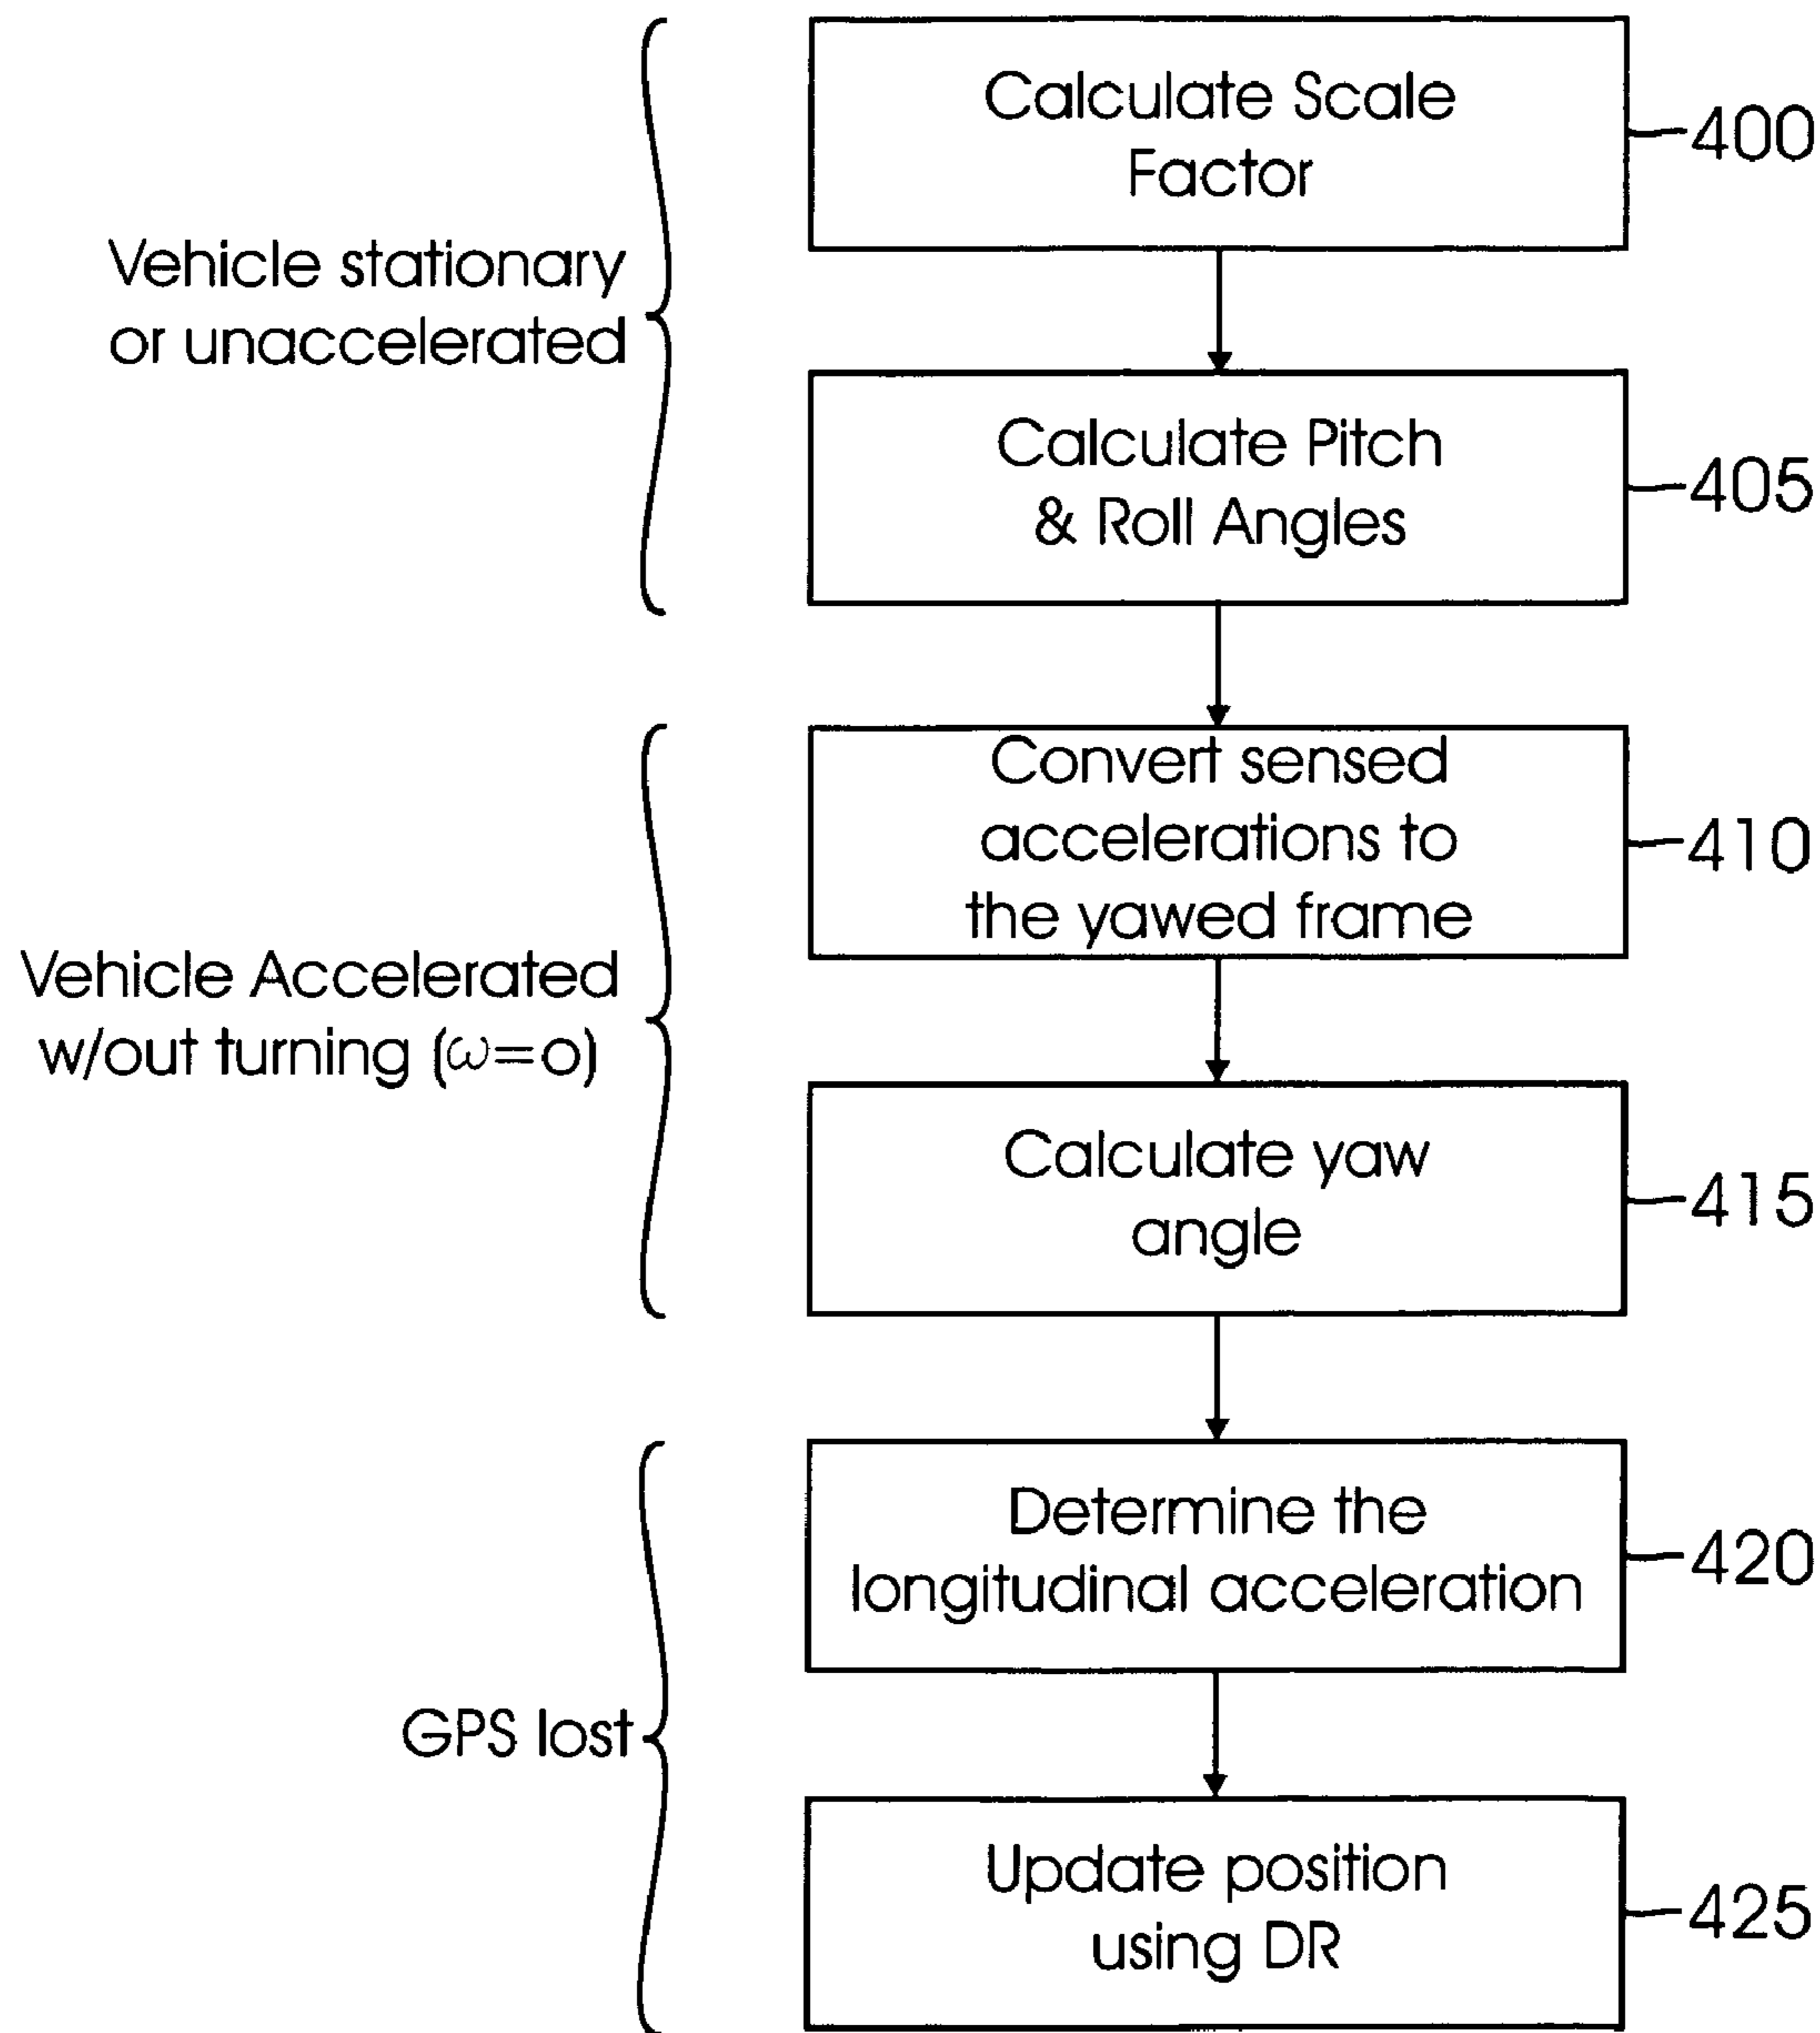 Calculate Scale
Factor
400
Vehicle stationary
or unaccelerated
Calculate Pitch
& Roll Angles
405
Convert sensed
accelerations to
the yawed frame
410
Vehicle Accelerated
w/out turning (ω=o)
Calculate yaw
angle
415
Determine the
longitudinal acceleration
420
GPS lost
Update position
using DR
425